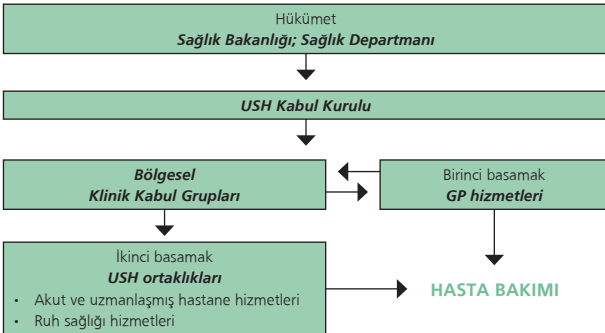 Hükümet
Sağlık Bakanlığı; Sağlık Departmanı
USH Kabul Kurulu
Bölgesel
Klinik Kabul Grupları
Birinci basamak
GP hizmetleri
İkinci basamak
USH ortaklıkları
• Akut ve uzmanlaşmış hastane hizmetleri
• Ruh sağlığı hizmetleri
HASTA BAKIMI